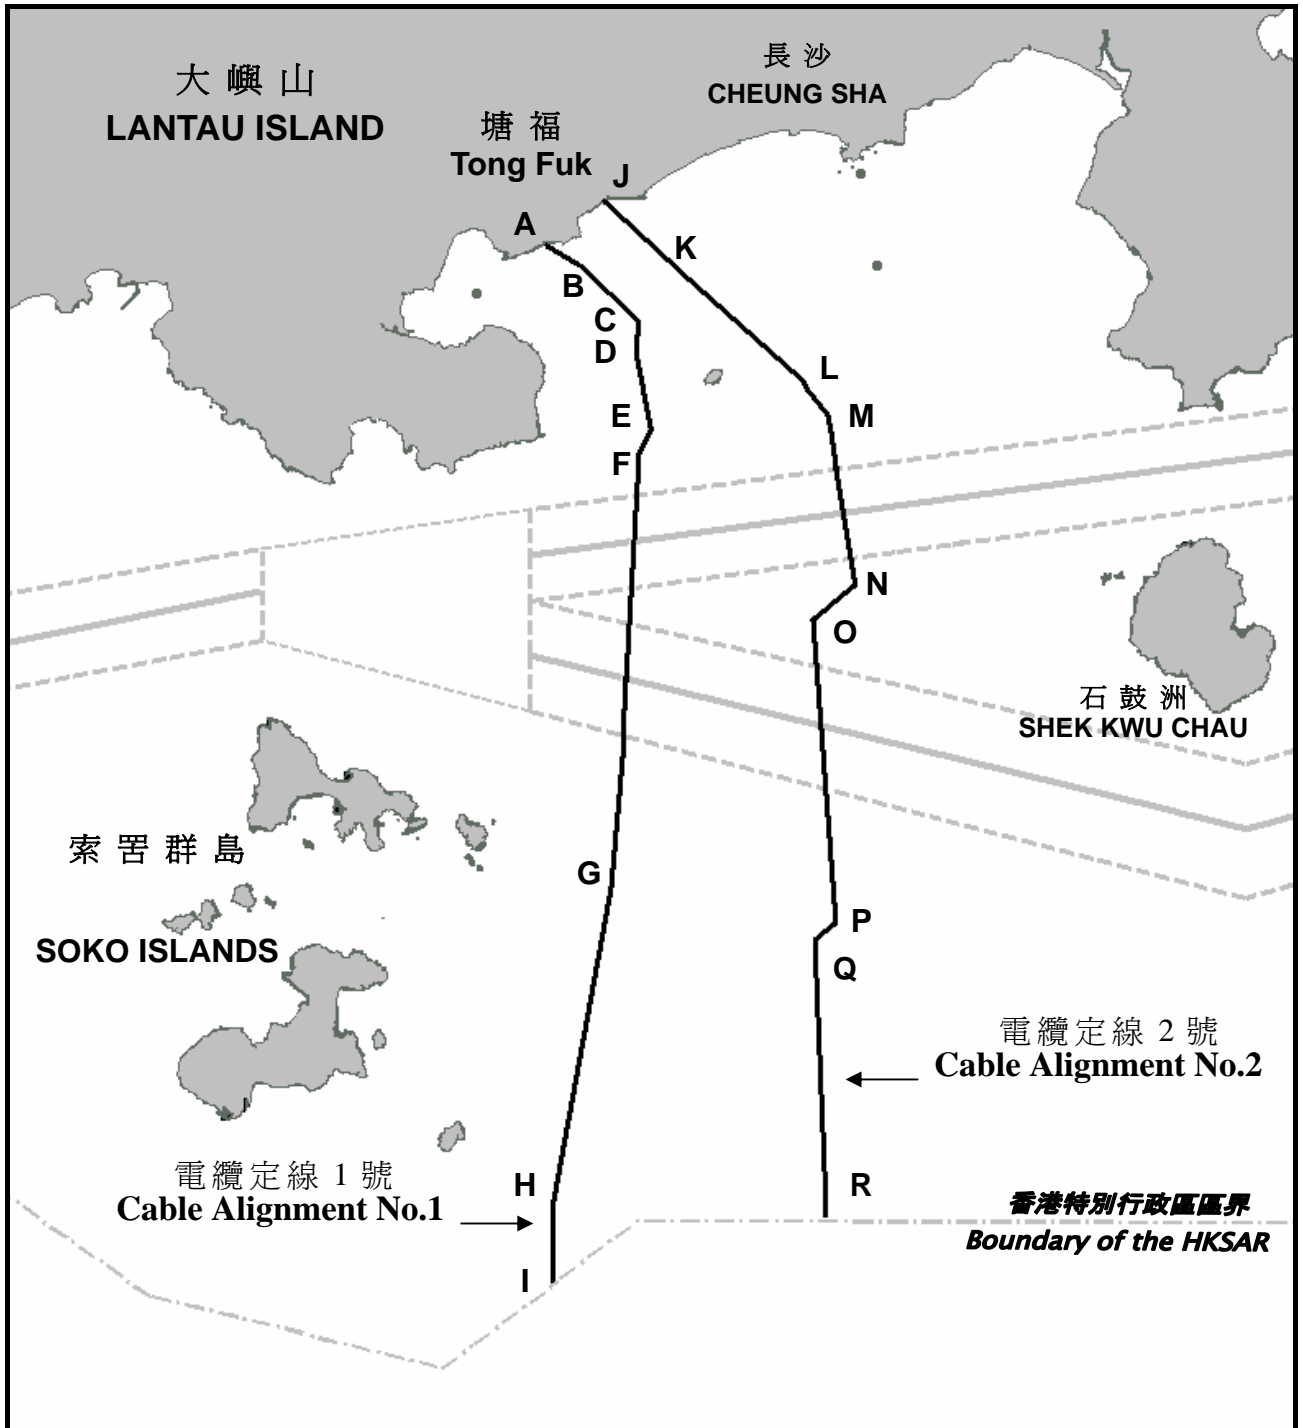 長沙
CHEUNG SHA
大嶼山
LANTAU ISLAND
塘福
Tong Fuk
J
A
K
B
C
D
L
E
M
F
N
O
石鼓洲
SHEK KWU CHAU
索罟群島
G
P
SOKO ISLANDS
Q
電纜定線 2 號
Cable Alignment No.2
電纜定線 1 號
H
R
Cable Alignment No.1
香港特別行政區區界
Boundary of the HKSAR
I